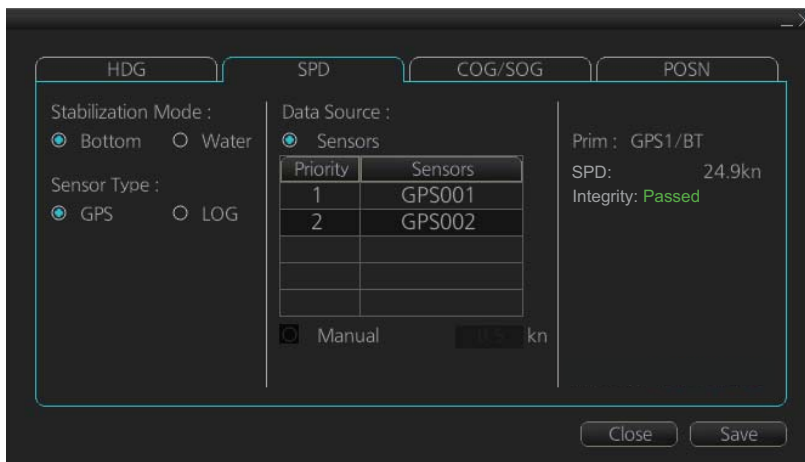 HDG SPD COG/SOG POSN
Stabilization Mode :
Bottom Water
Sensor Type :
GPS LOG
Data Source :
Sensors
Priority Sensors
1 GPS001
2 GPS002
Manual kn
Prim : GPS1/BT
SPD: 24.9kn
Integrity: Passed
Close Save